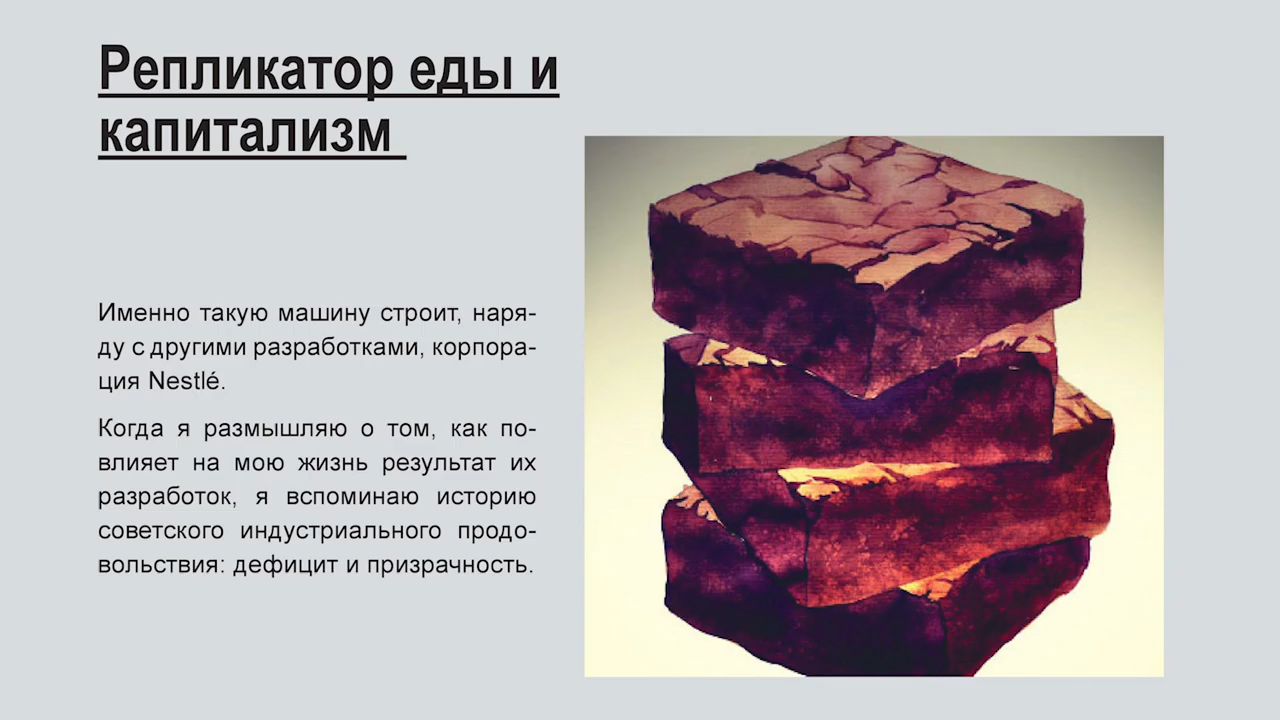 Репликатор еды и
капитализм
Именно такую машину строит, наря-
ду с другими разработками, корпора-
ция Nestlé.
Когда я размышляю о том, как по-
влияет на мою жизнь результат их
разработок, я вспоминаю историю
советского индустриального продо-
вольствия: дефицит и призрачность.